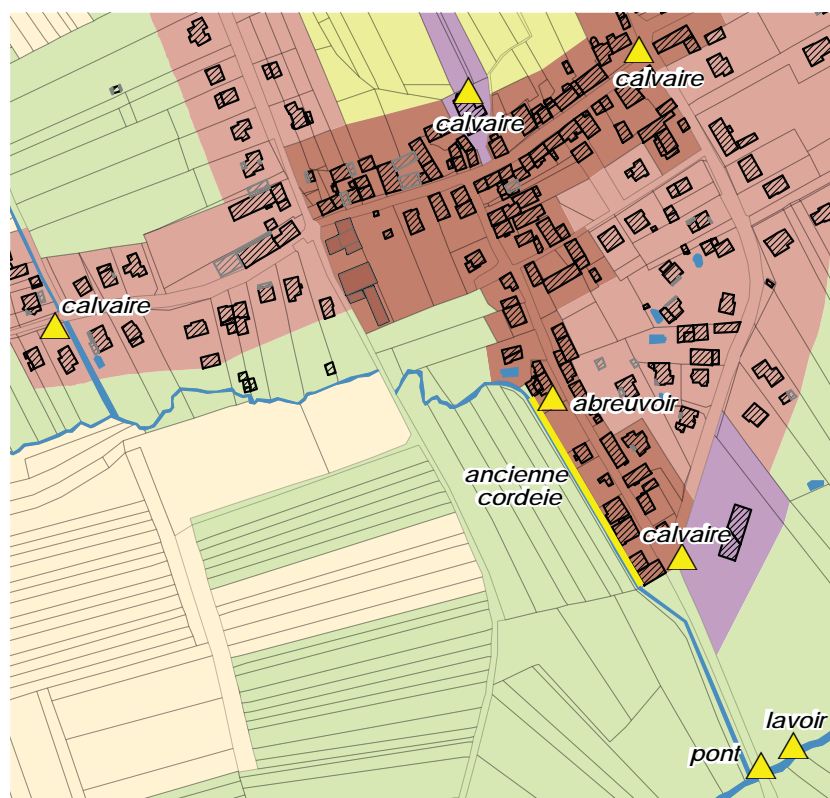 calvaire
calvaire
calvaire
abreuvoir
ancienne
cordeie
calvaire
lavoir
pont